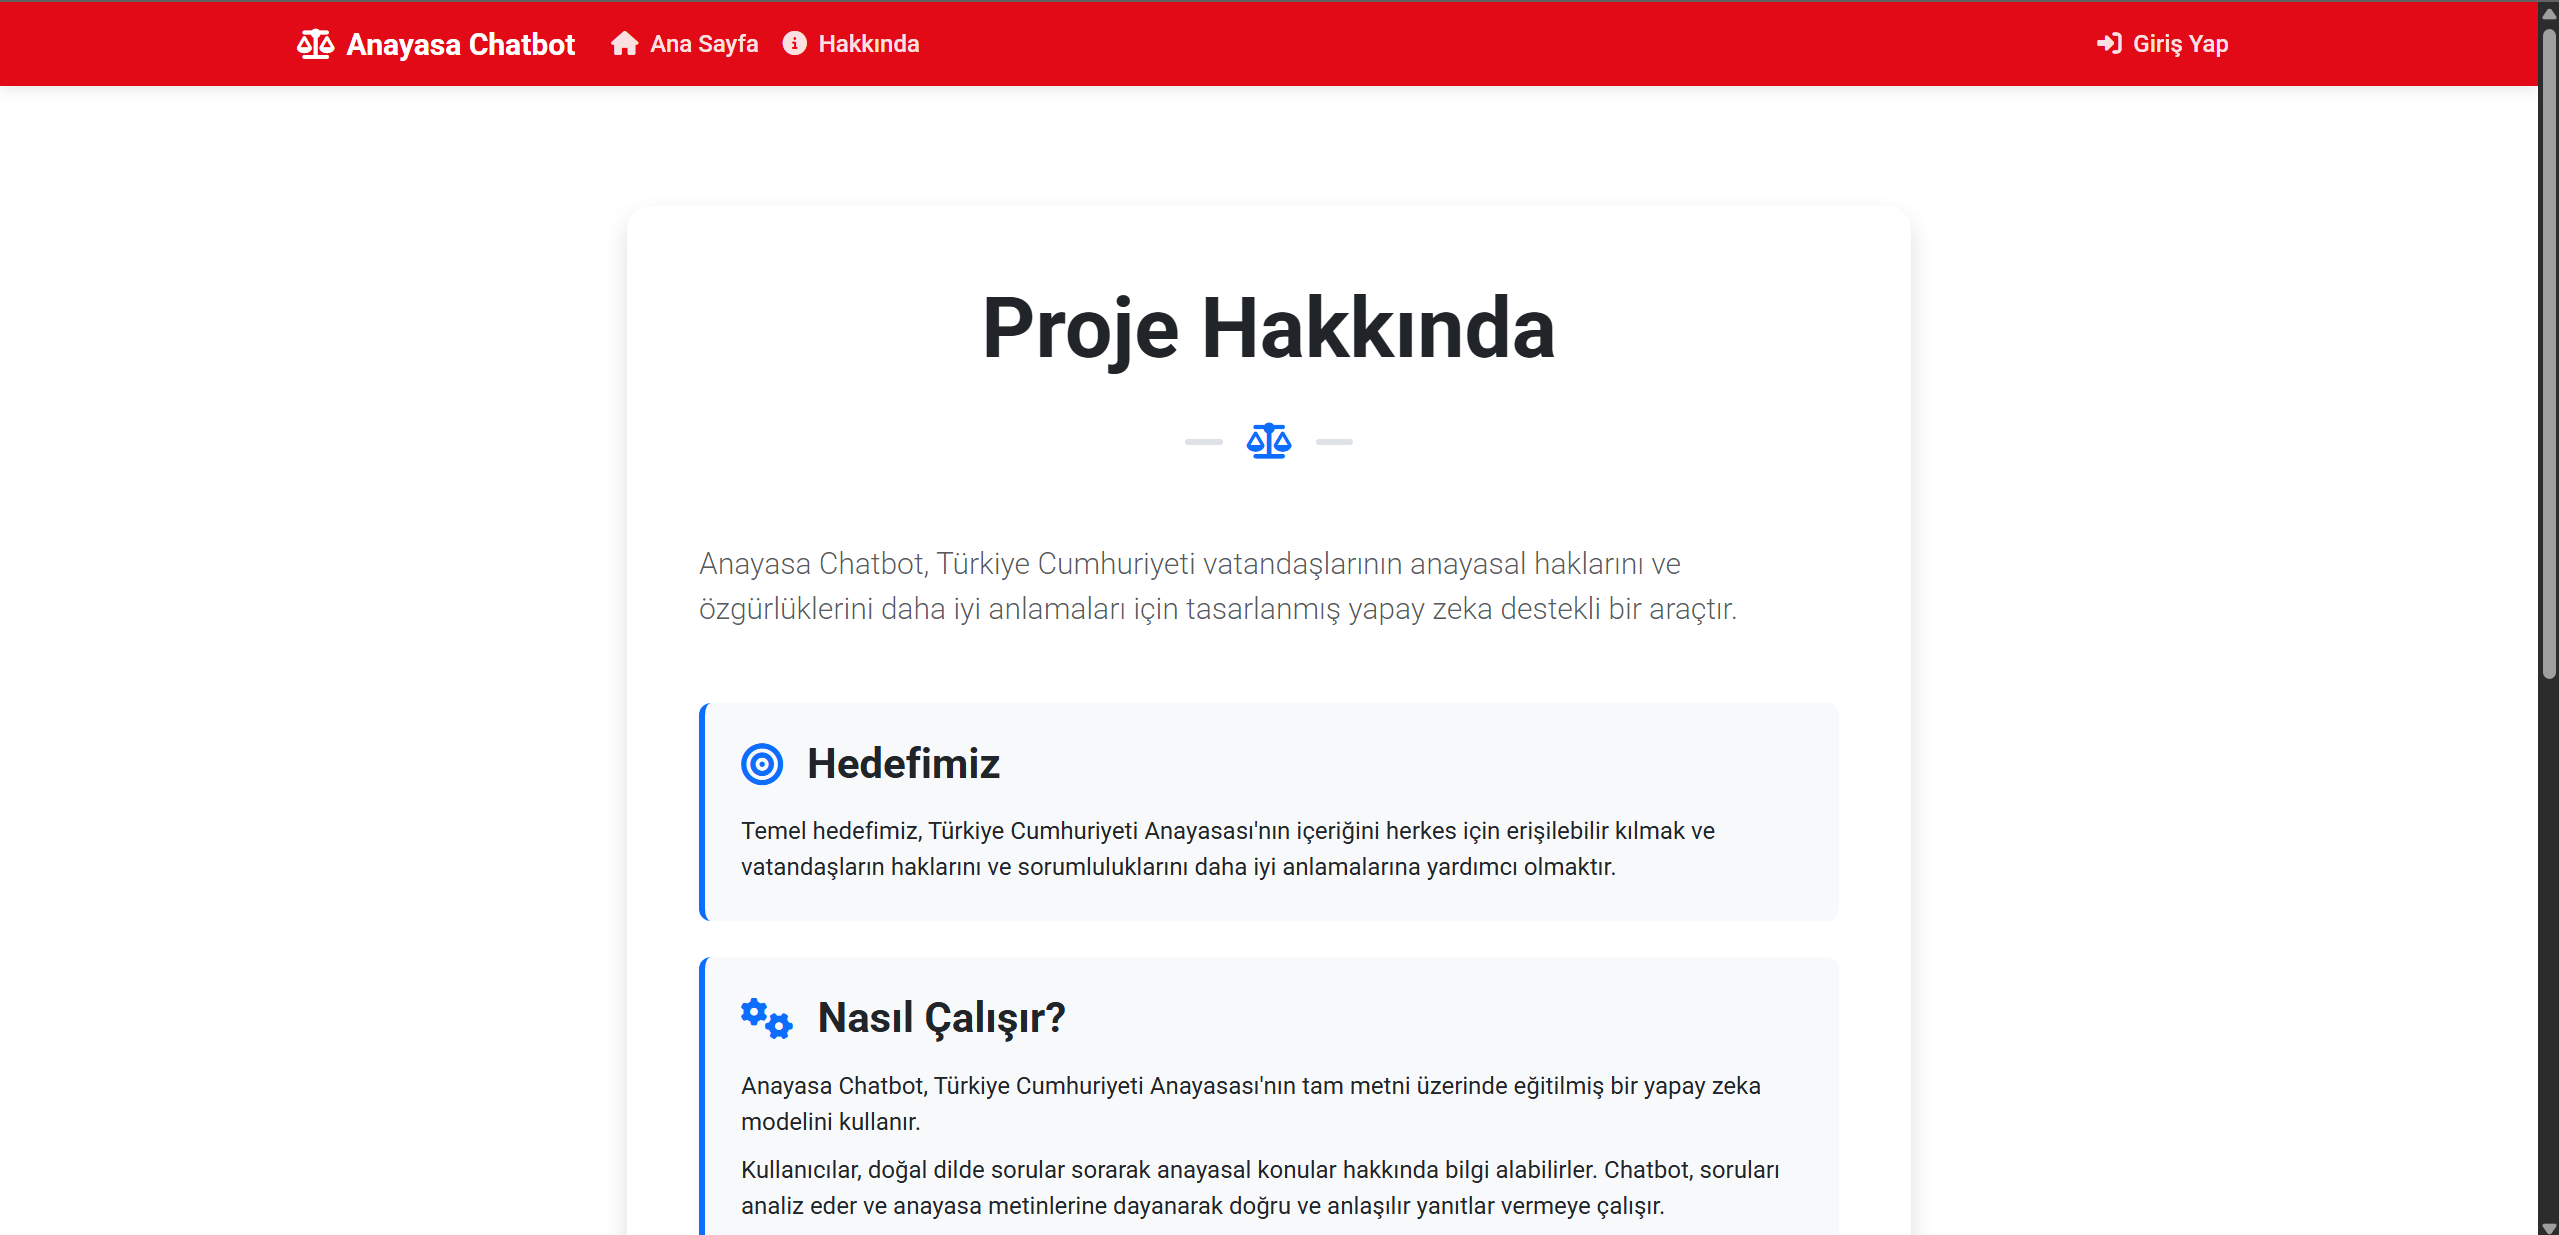 Anayasa Chatbot Ana Sayfa Hakkında Giriş Yap
Proje Hakkında
Anayasa Chatbot, Türkiye Cumhuriyeti vatandaşlarının anayasal haklarını ve
özgürlüklerini daha iyi anlamaları için tasarlanmış yapay zeka destekli bir araçtır.
Hedefimiz
Temel hedefimiz, Türkiye Cumhuriyeti Anayasası'nın içeriğini herkes için erişilebilir kılmak ve
vatandaşların haklarını ve sorumluluklarını daha iyi anlamalarına yardımcı olmaktır.
Nasıl Çalışır?
Anayasa Chatbot, Türkiye Cumhuriyeti Anayasası'nın tam metni üzerinde eğitilmiş bir yapay zeka
modelini kullanır.
Kullanıcılar, doğal dilde sorular sorarak anayasal konular hakkında bilgi alabilirler. Chatbot, soruları
analiz eder ve anayasa metinlerine dayanarak doğru ve anlaşılır yanıtlar vermeye çalışır.